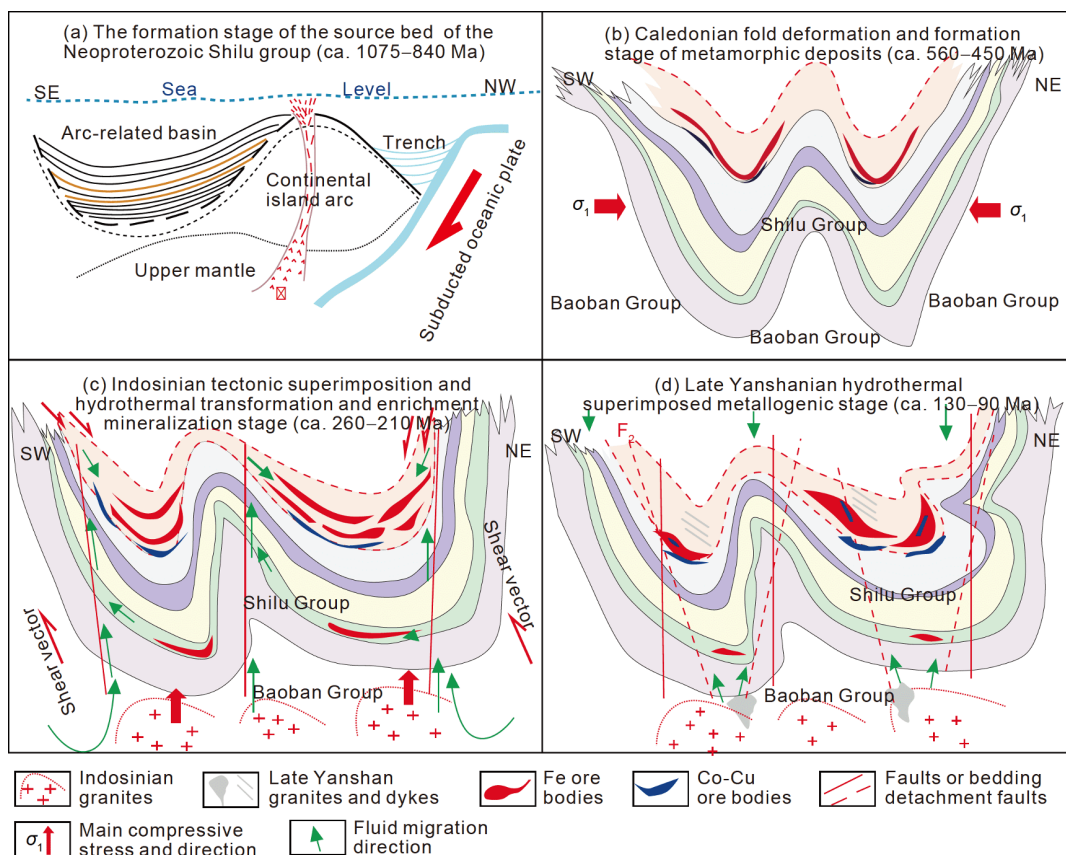 (a) The formation stage of the source bed of the
Neoproterozoic Shilu group (ca. 1075–840 Ma)
SE
Sea
Level
NW
Arc-related basin
Trench
Continental
island arc
Upper mantle
Subducted oceanic plate
(b) Caledonian fold deformation and formation
stage of metamorphic deposits (ca. 560–450 Ma)
SW
NE
σ1
σ1
Shilu Group
Baoban Group
Baoban Group
Baoban Group
(c) Indosinian tectonic superimposition and
hydrothermal transformation and enrichment
mineralization stage (ca. 260–210 Ma)
SW
NE
Shear vector
Shilu Group
Shear vector
Baoban Group
(d) Late Yanshanian hydrothermal
superimposed metallogenic stage (ca. 130–90 Ma)
SW
F2
NE
Shilu Group
Baoban Group
Indosinian
granites
Late Yanshan
granites and dykes
Fe ore
bodies
Co-Cu
ore bodies
Faults or bedding
detachment faults
σ1
Main compressive
stress and direction
Fluid migration
direction